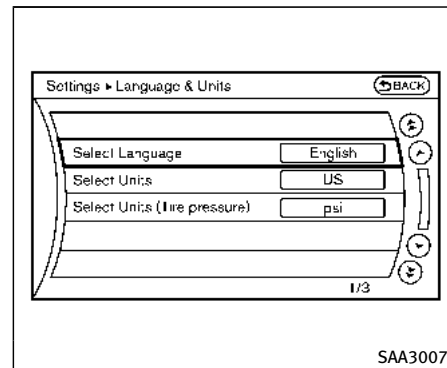 Settings ▸ Language & Units
BACK
Select Language English
Select Units US
Select Units (Tire pressure) psi
1/3
SAA3007